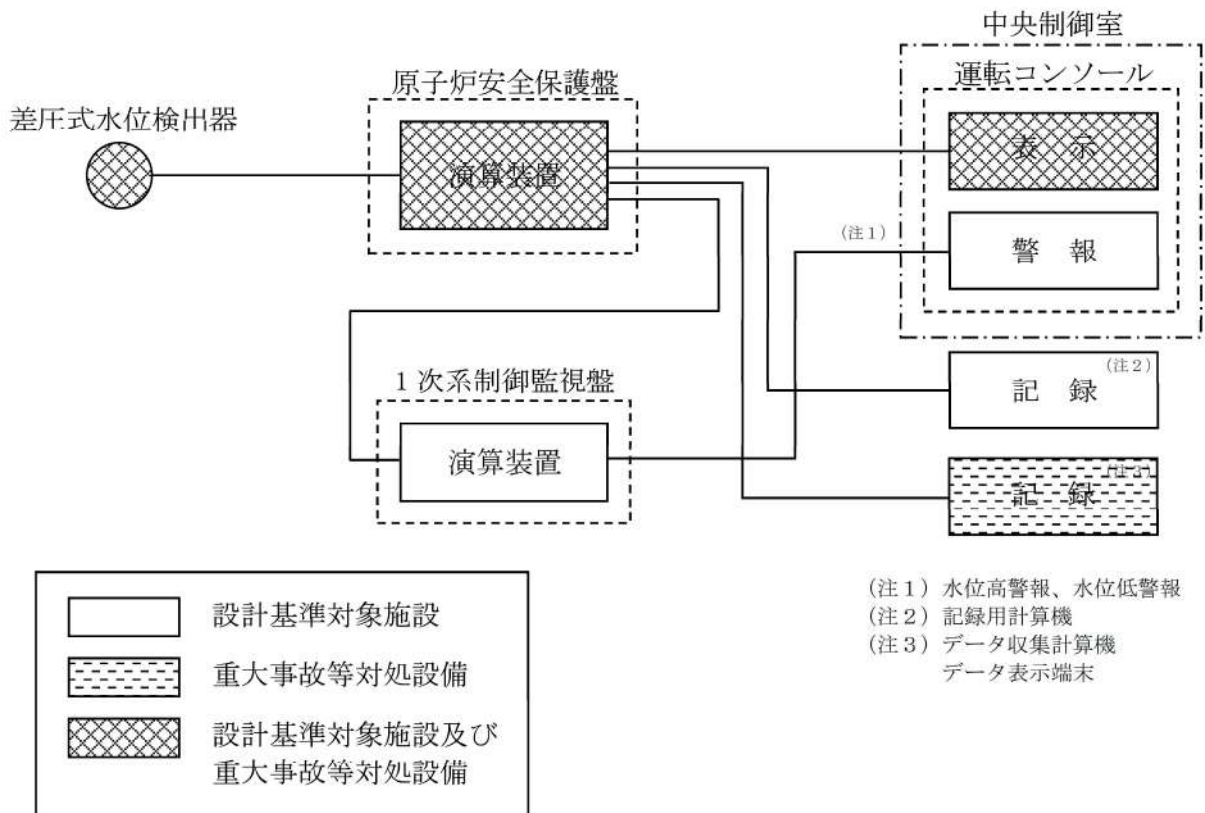 中央制御室
運転コンソール
原子炉安全保護盤
差圧式水位検出器
演算装置
表 示
(注1)
警 報
(注2)
記 録
1次系制御監視盤
演算装置
(注3)
記 録
設計基準対象施設
重大事故等対処設備
設計基準対象施設及び
重大事故等対処設備
(注1) 水位高警報、水位低警報
(注2) 記録用計算機
(注3) データ収集計算機
データ表示端末